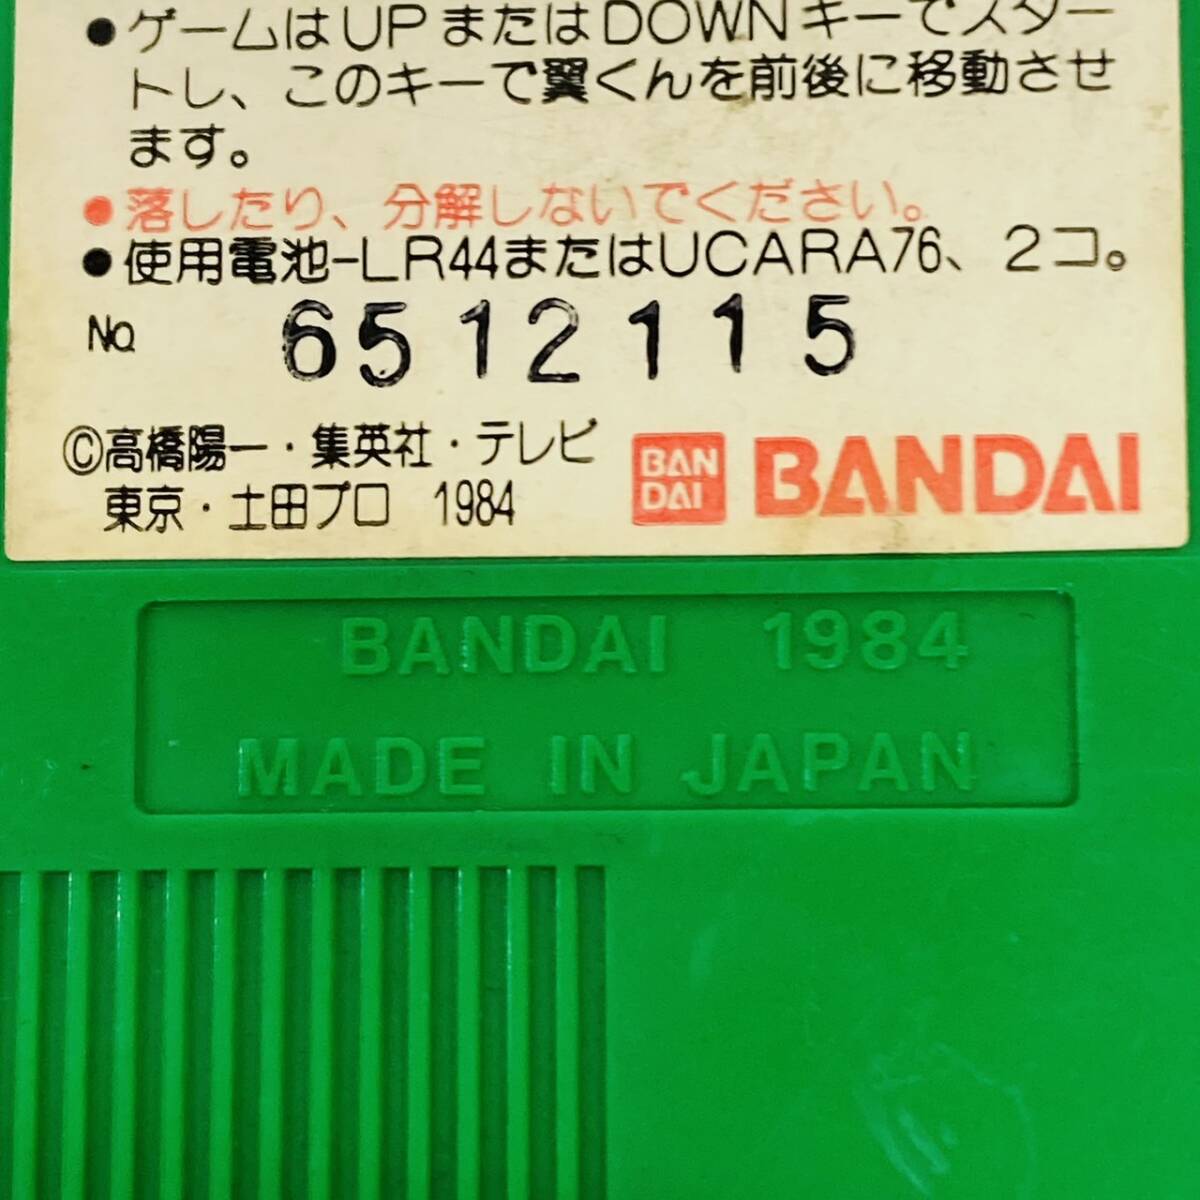 ●ゲームはUPまたはDOWNキーでスター
トし、このキーで翼くんを前後に移動させ
ます。
●落したり、分解しないでください。
●使用電池-LR44またはUCARA76、2コ。
No. 6512115
©高橋陽一・集英社・テレビ
東京・土田プロ 1984
BAN
DAI
BANDAI
BANDAI 1984
MADE IN JAPAN